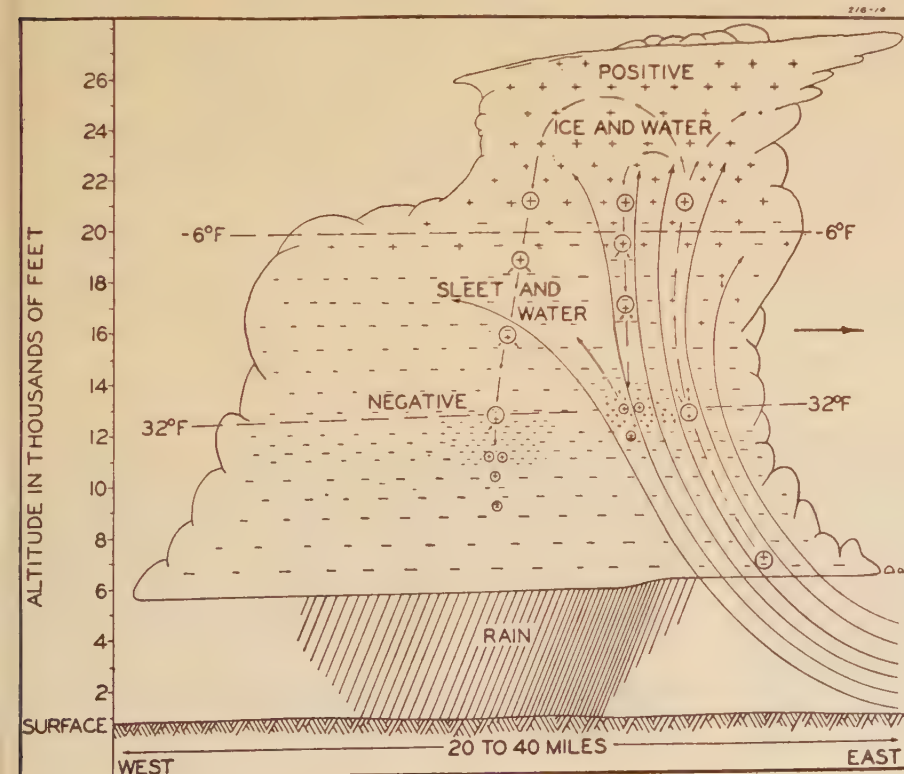 216-10
POSITIVE
ICE AND WATER
26
24
22
20
18
16
14
12
10
8
6
4
2
ALTITUDE IN THOUSANDS OF FEET
-6°F
-6°F
SLEET AND
WATER
NEGATIVE
32°F
32°F
RAIN
SURFACE
20 TO 40 MILES
WEST
EAST